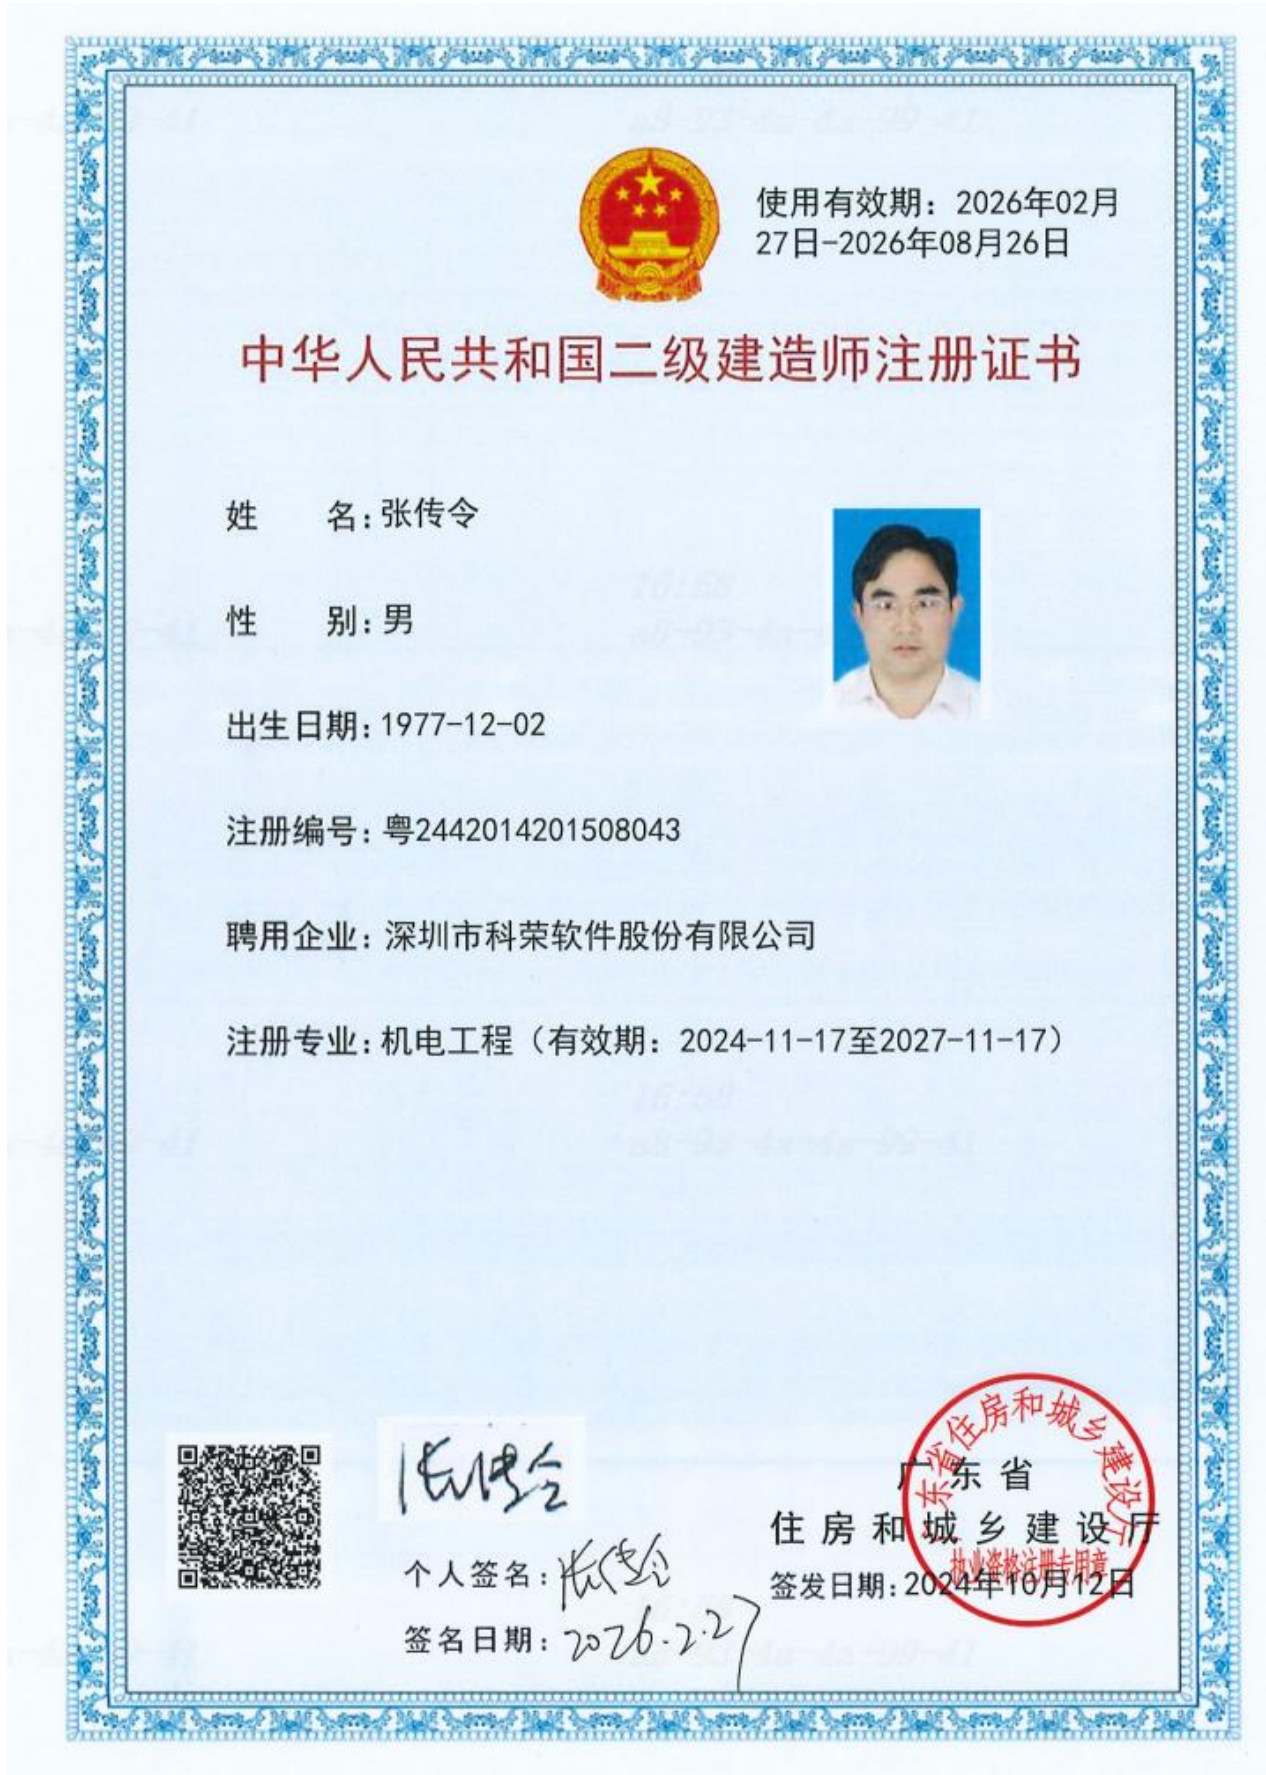 使用有效期：2026年02月
27日-2026年08月26日
中华人民共和国二级建造师注册证书
姓 名：张传令
性 别：男
出生日期：1977-12-02
注册编号：粤2442014201508043
聘用企业：深圳市科荣软件股份有限公司
注册专业：机电工程（有效期：2024-11-17至2027-11-17）
张传令
个人签名：张传令
签名日期：2026.2.27
广东省
住房和城乡建设厅
签发日期：2024年10月12日
广东省住房和城乡建设厅
执业资格注册专用章